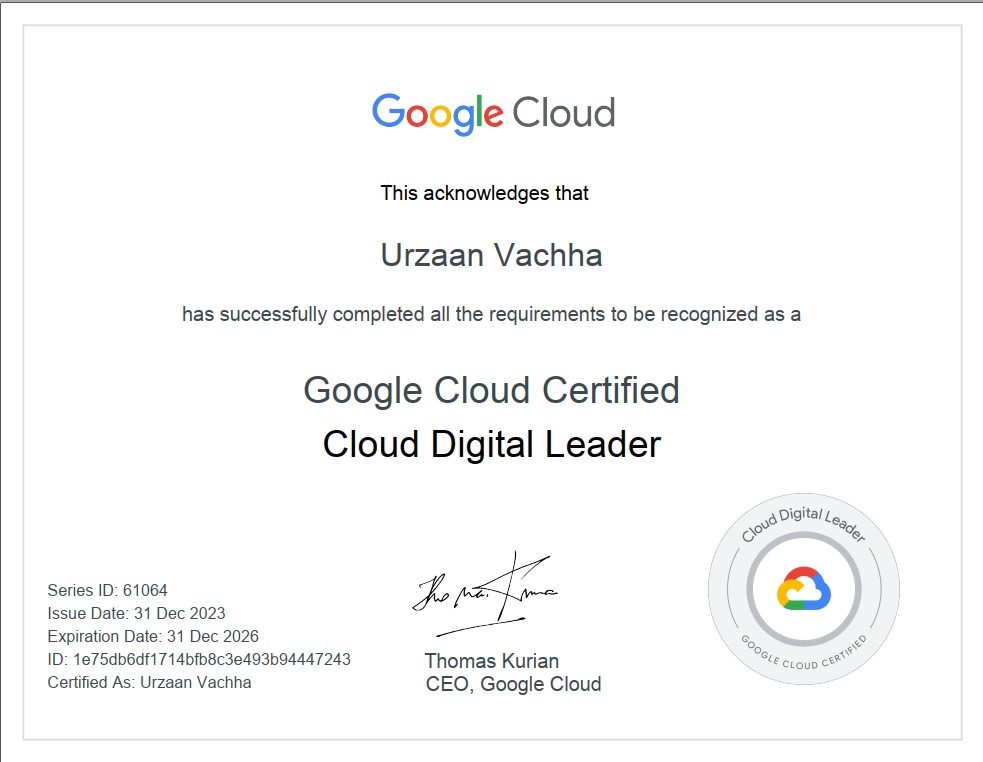 Google Cloud
This acknowledges that
Urzaan Vachha
has successfully completed all the requirements to be recognized as a
Google Cloud Certified
Cloud Digital Leader
Series ID: 61064
Issue Date: 31 Dec 2023
Expiration Date: 31 Dec 2026
ID: 1e75db6df1714bfb8c3e493b94447243
Certified As: Urzaan Vachha
Thomas Kurian
CEO, Google Cloud
Cloud Digital Leader
GOOGLE CLOUD CERTIFIED